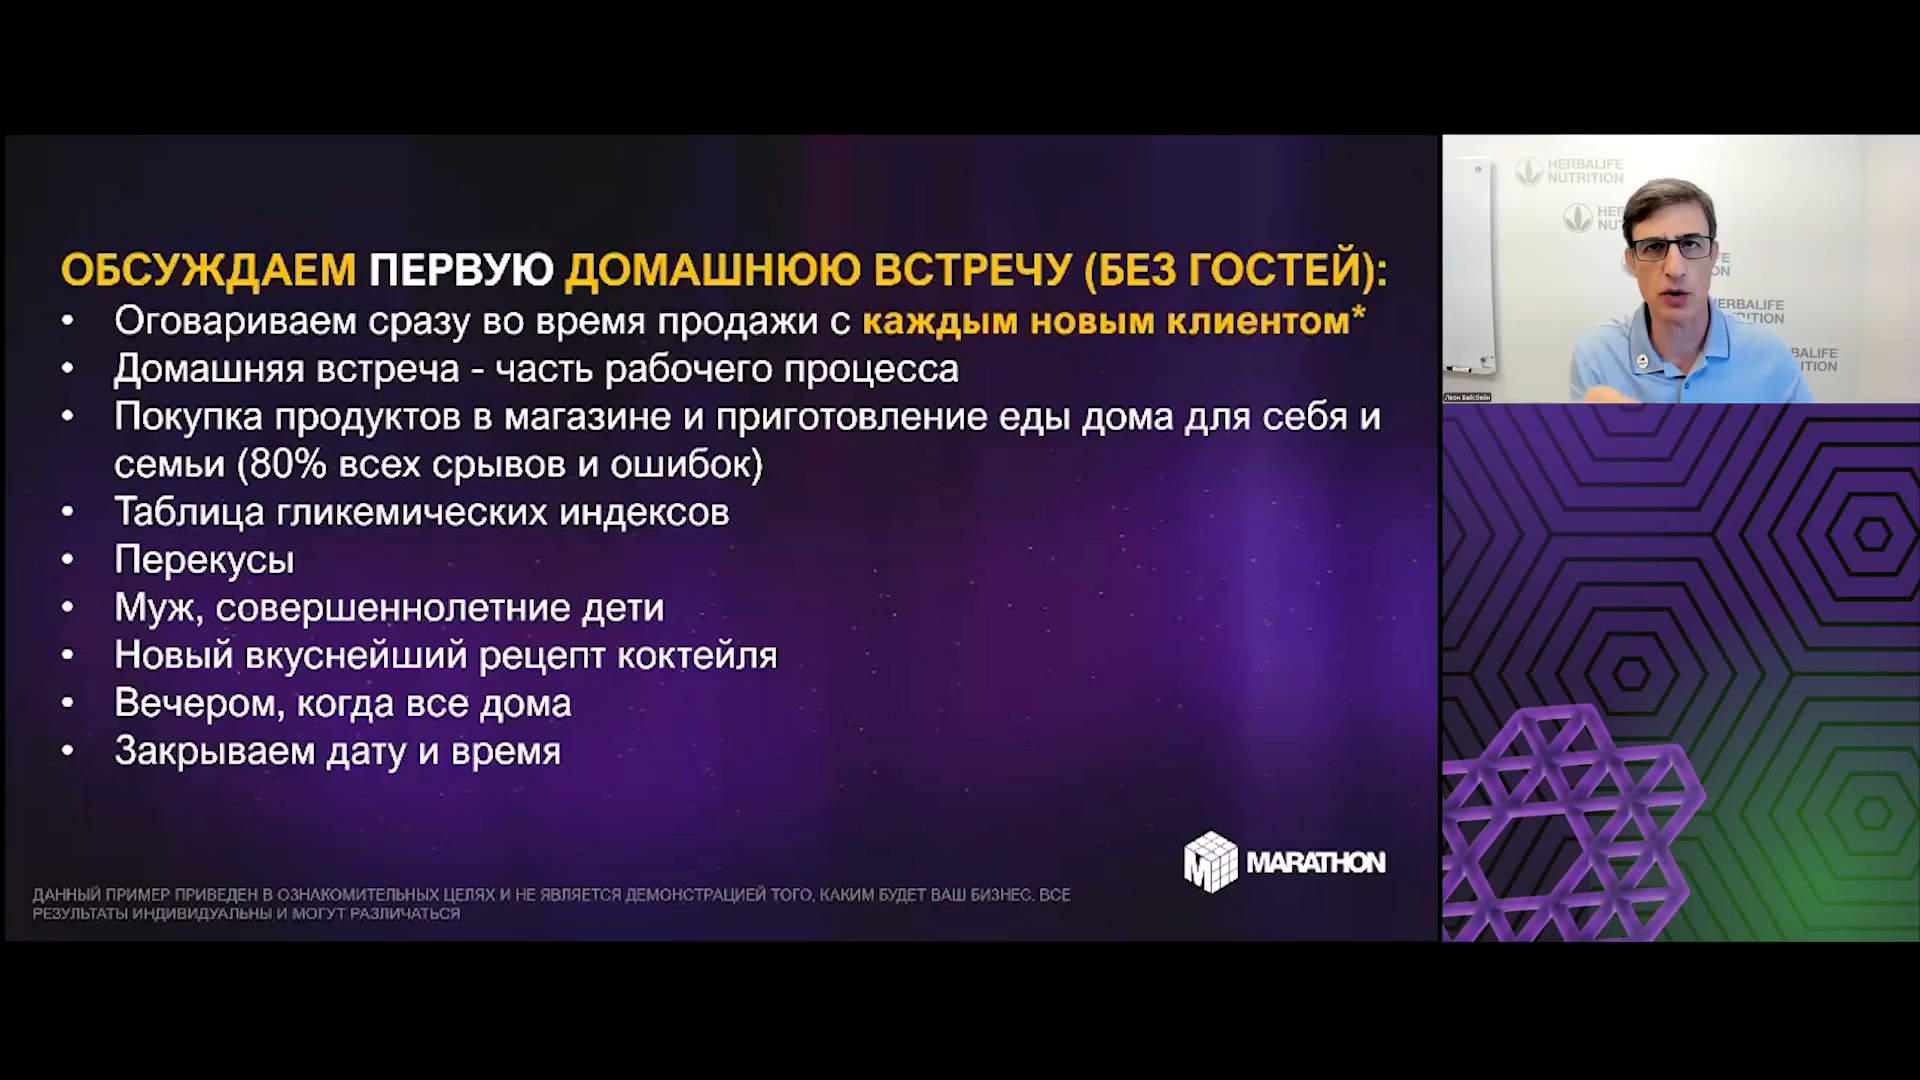 ОБСУЖДАЕМ ПЕРВУЮ ДОМАШНЮЮ ВСТРЕЧУ (БЕЗ ГОСТЕЙ):
• Оговариваем сразу во время продажи с каждым новым клиентом*
• Домашняя встреча - часть рабочего процесса
• Покупка продуктов в магазине и приготовление еды дома для себя и
семьи (80% всех срывов и ошибок)
• Таблица гликемических индексов
• Перекусы
• Муж, совершеннолетние дети
• Новый вкуснейший рецепт коктейля
• Вечером, когда все дома
• Закрываем дату и время
MARATHON
ДАННЫЙ ПРИМЕР ПРИВЕДЕН В ОЗНАКОМИТЕЛЬНЫХ ЦЕЛЯХ И НЕ ЯВЛЯЕТСЯ ДЕМОНСТРАЦИЕЙ ТОГО, КАКИМ БУДЕТ ВАШ БИЗНЕС. ВСЕ
РЕЗУЛЬТАТЫ ИНДИВИДУАЛЬНЫ И МОГУТ РАЗЛИЧАТЬСЯ
HERBALIFE
NUTRITION
HERBALIFE
Леон Вайсбейн